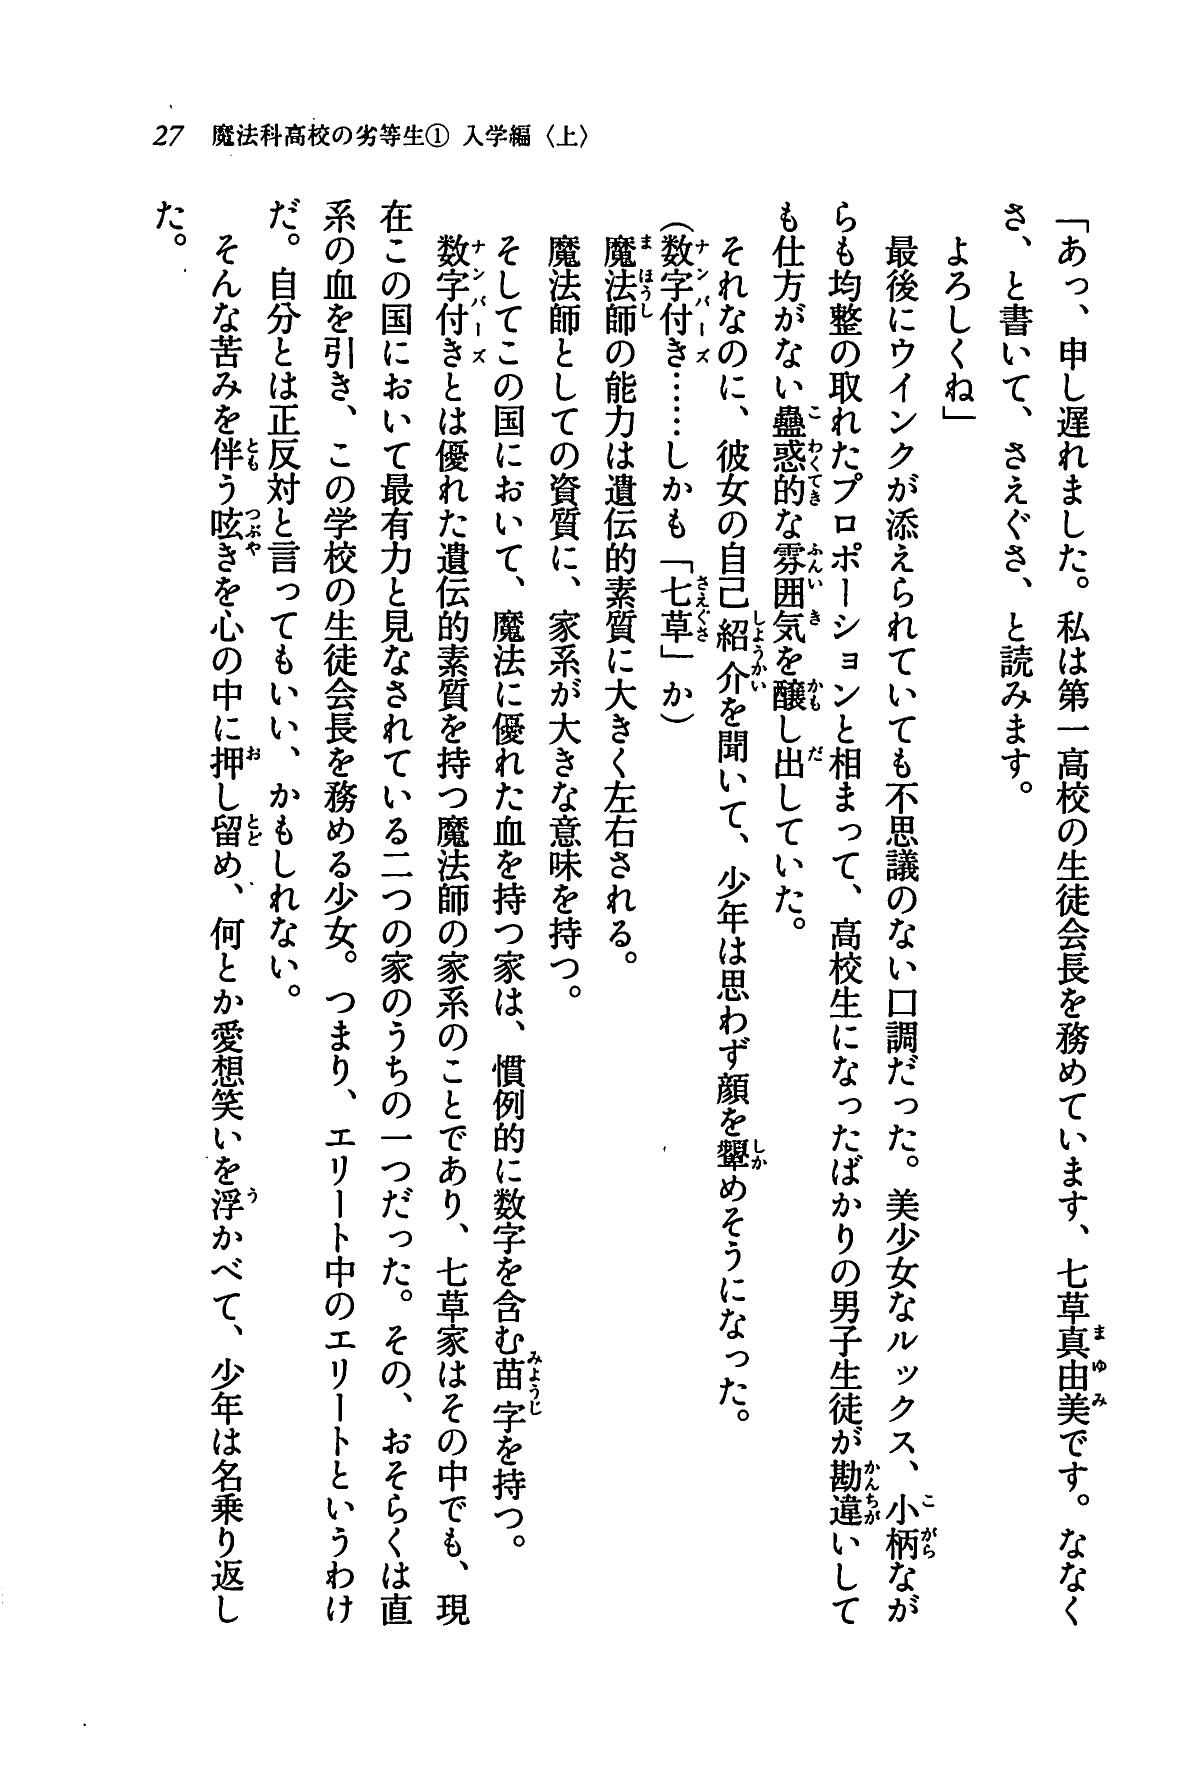 27　魔法科高校の劣等生① 入学編〈上〉
「あっ、申し遅れました。私は第一高校の生徒会長を務めています、七草真由美です。ななく
さ、と書いて、さえぐさ、と読みます。
よろしくね」
　最後にウインクが添えられていても不思議のない口調だった。美少女なルックス、小柄なが
らも均整の取れたプロポーションと相まって、高校生になったばかりの男子生徒が勘違いして
も仕方がない蠱惑的な雰囲気を醸し出していた。
　それなのに、彼女の自己紹介を聞いて、少年は思わず顔を顰めそうになった。
（数字付き……しかも「七草」か）
　魔法師の能力は遺伝的素質に大きく左右される。
　魔法師としての資質に、家系が大きな意味を持つ。
　そしてこの国において、魔法に優れた血を持つ家は、慣例的に数字を含む苗字を持つ。
　数字付きとは優れた遺伝的素質を持つ魔法師の家系のことであり、七草家はその中でも、現
在この国において最有力と見なされている二つの家のうちの一つだった。その、おそらくは直
系の血を引き、この学校の生徒会長を務める少女。つまり、エリート中のエリートというわけ
だ。自分とは正反対と言ってもいい、かもしれない。
　そんな苦みを伴う呟きを心の中に押し留め、何とか愛想笑いを浮かべて、少年は名乗り返し
た。